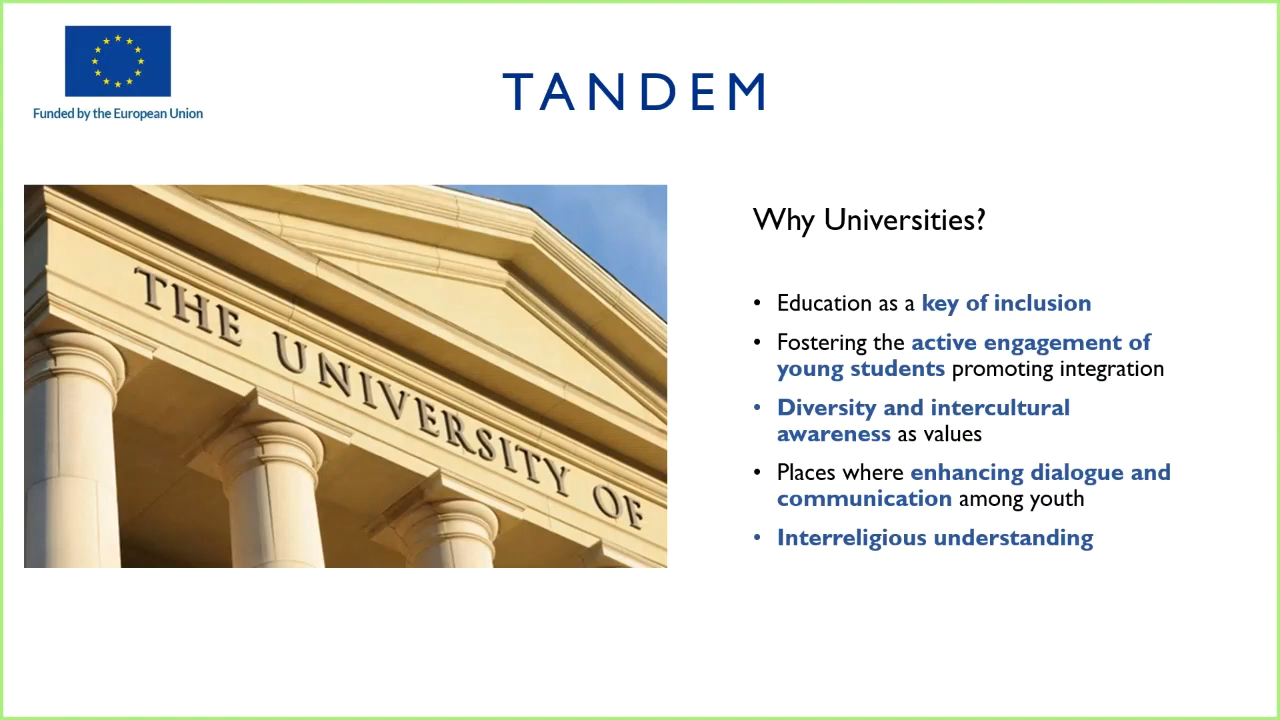 Funded by the European Union
TANDEM
THE UNIVERSITY OF
Why Universities?
• Education as a key of inclusion
• Fostering the active engagement of
young students promoting integration
• Diversity and intercultural
awareness as values
• Places where enhancing dialogue and
communication among youth
• Interreligious understanding